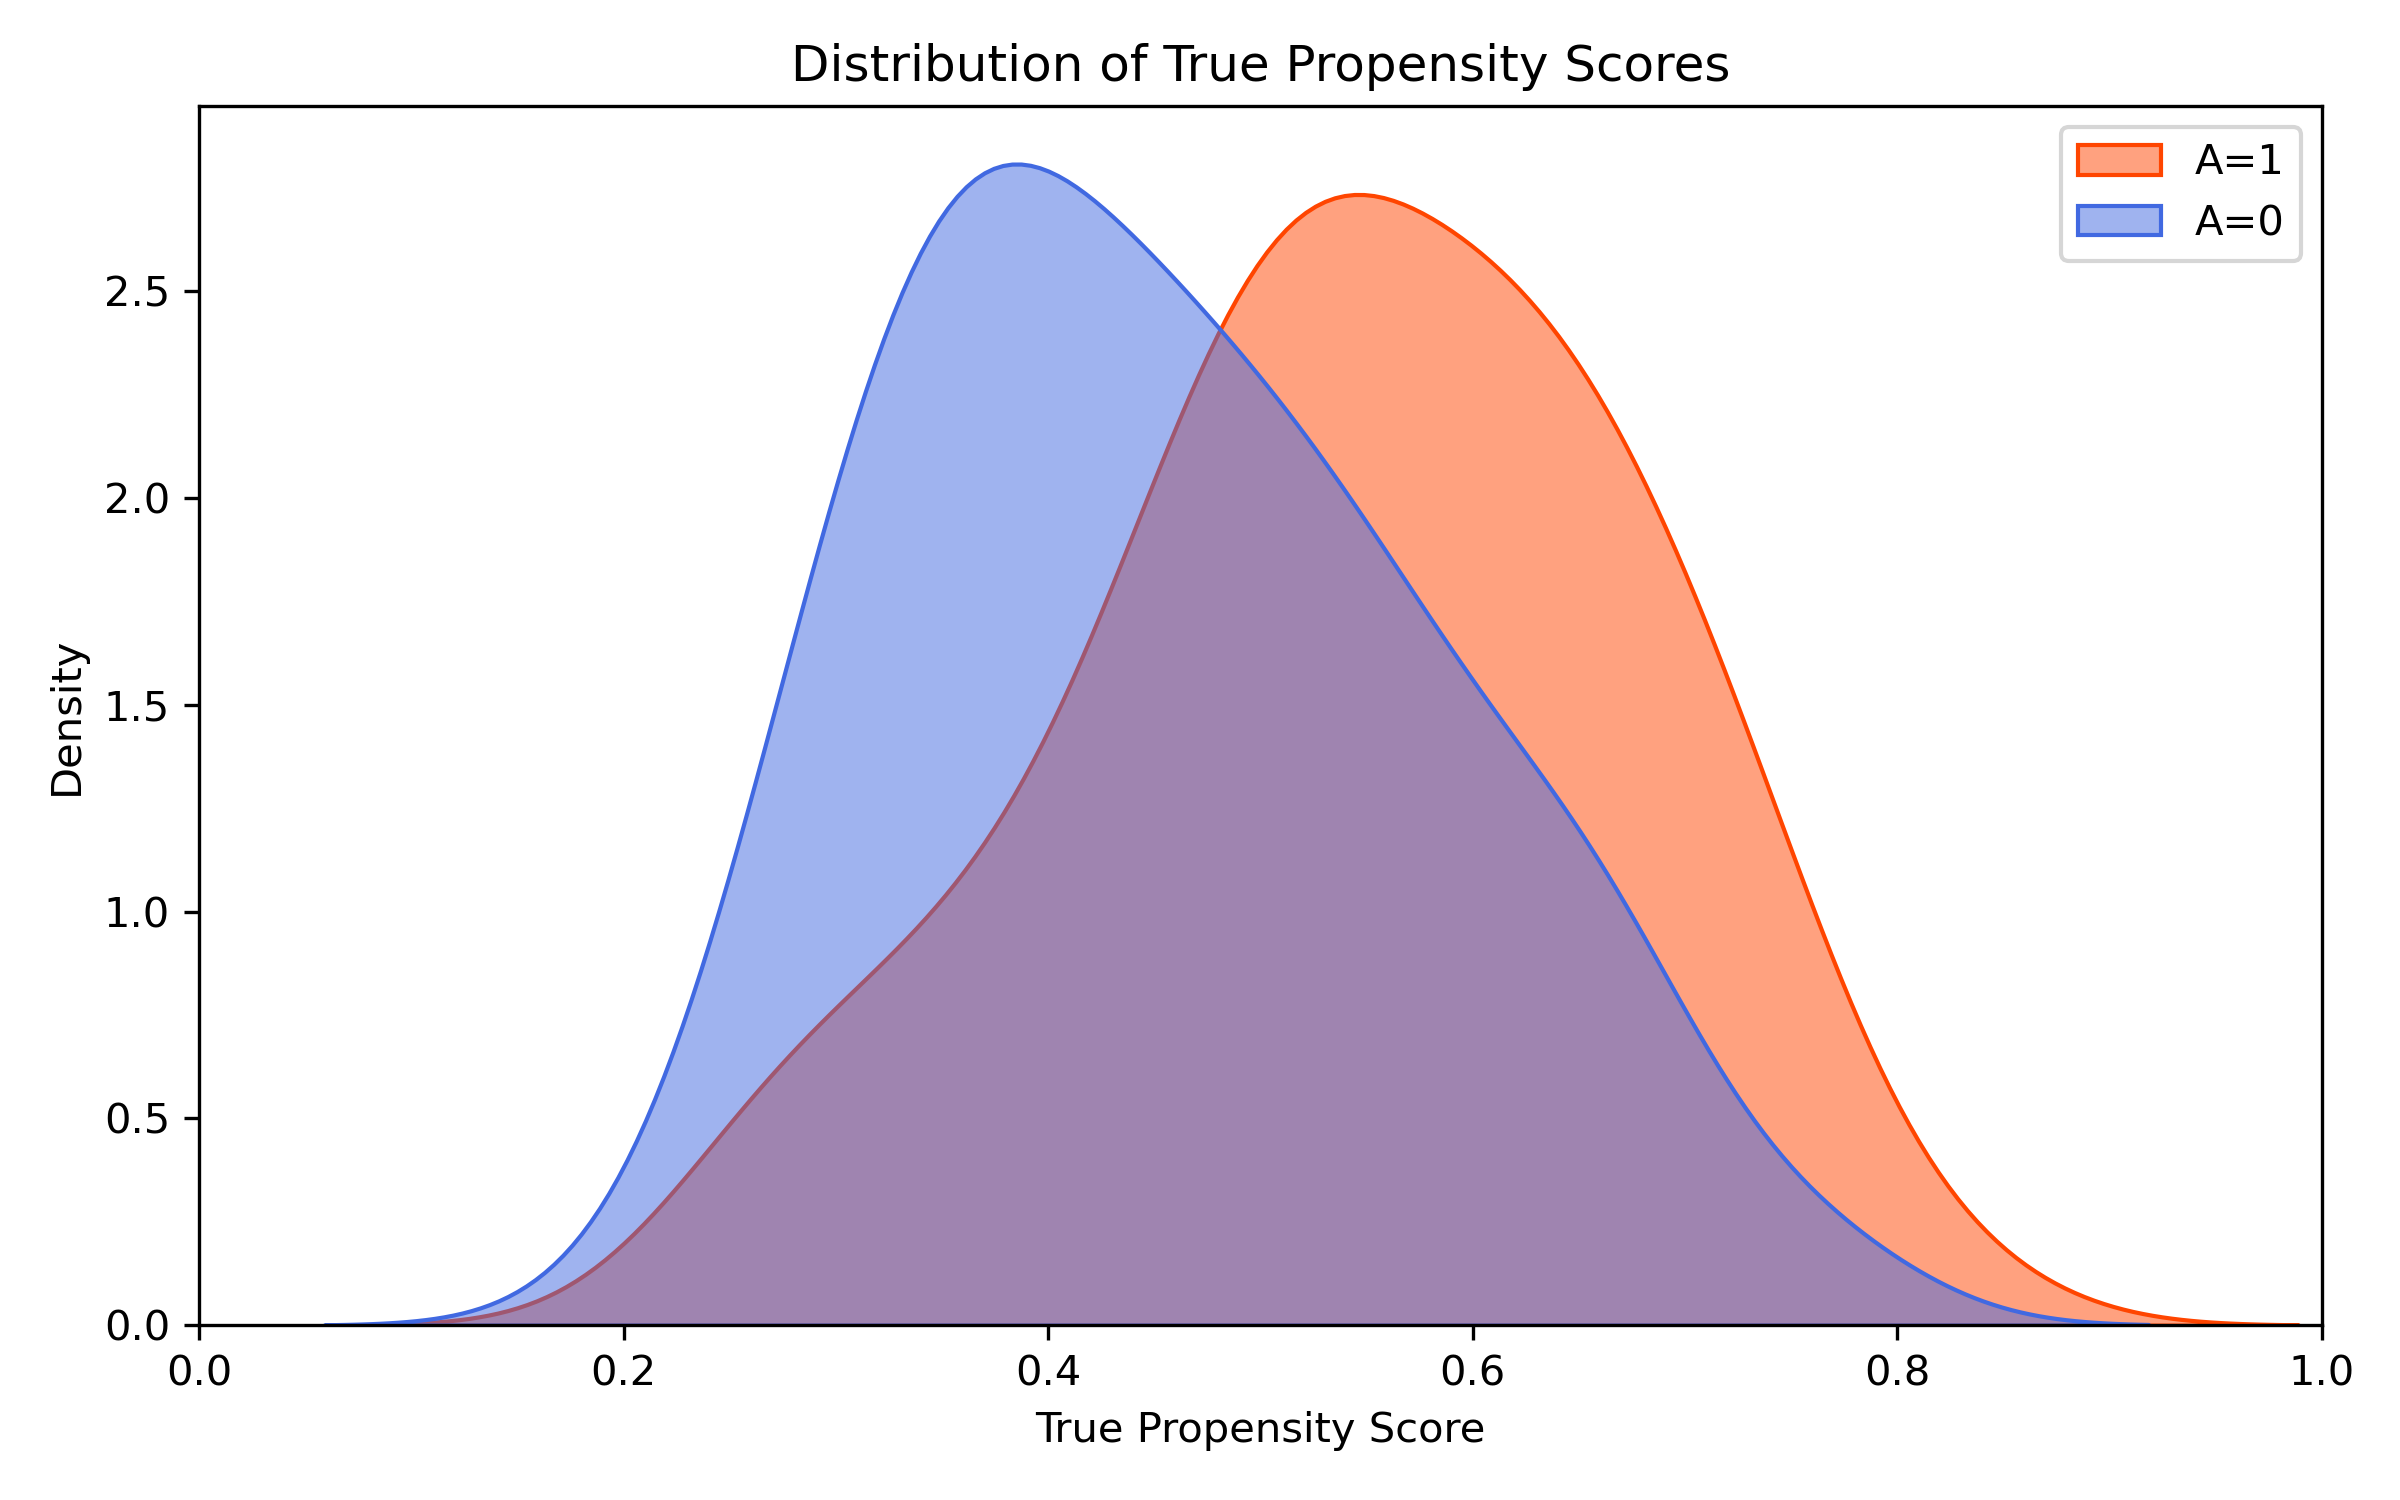 Distribution of True Propensity Scores
A=1
A=0
Density
2.5
2.0
1.5
1.0
0.5
0.0
0.0 0.2 0.4 0.6 0.8 1.0
True Propensity Score